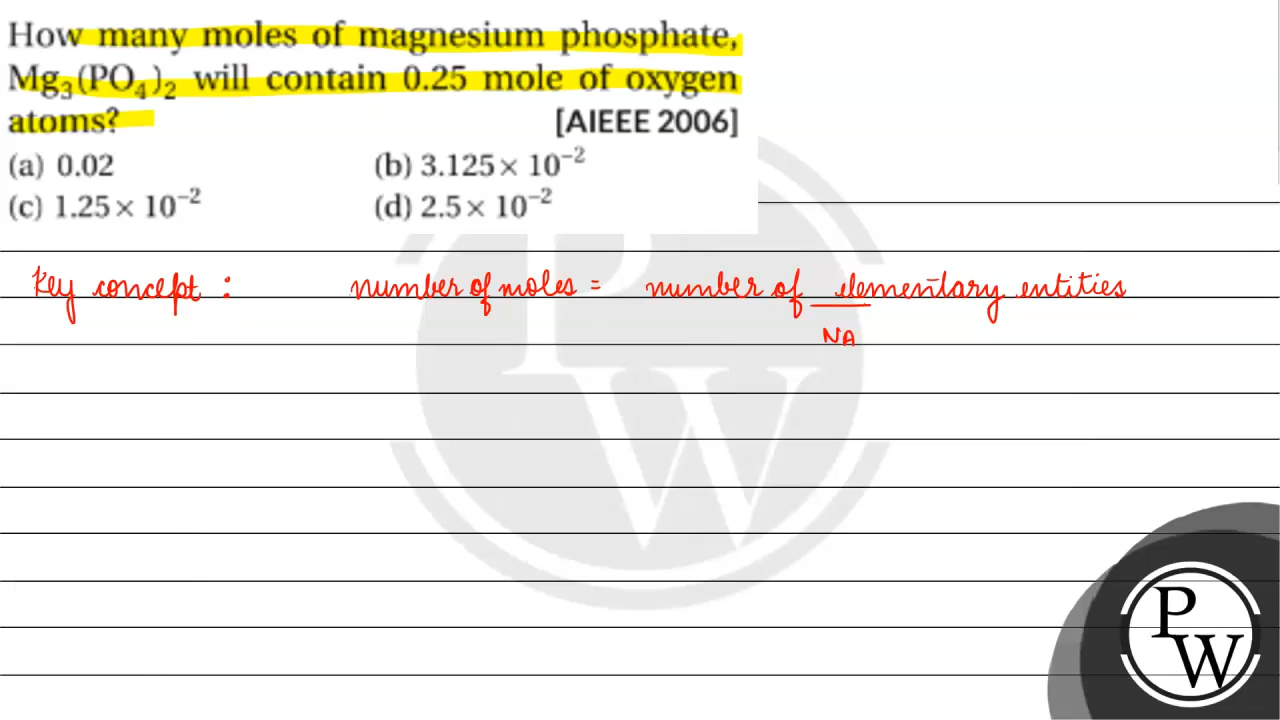 How many moles of magnesium phosphate,
Mg₃(PO₄)₂ will contain 0.25 mole of oxygen
atoms? [AIEEE 2006]
(a) 0.02 (b) 3.125 × 10⁻²
(c) 1.25 × 10⁻² (d) 2.5 × 10⁻²
Key concept : number of moles = number of elementary entities
NA
P
W
P
W